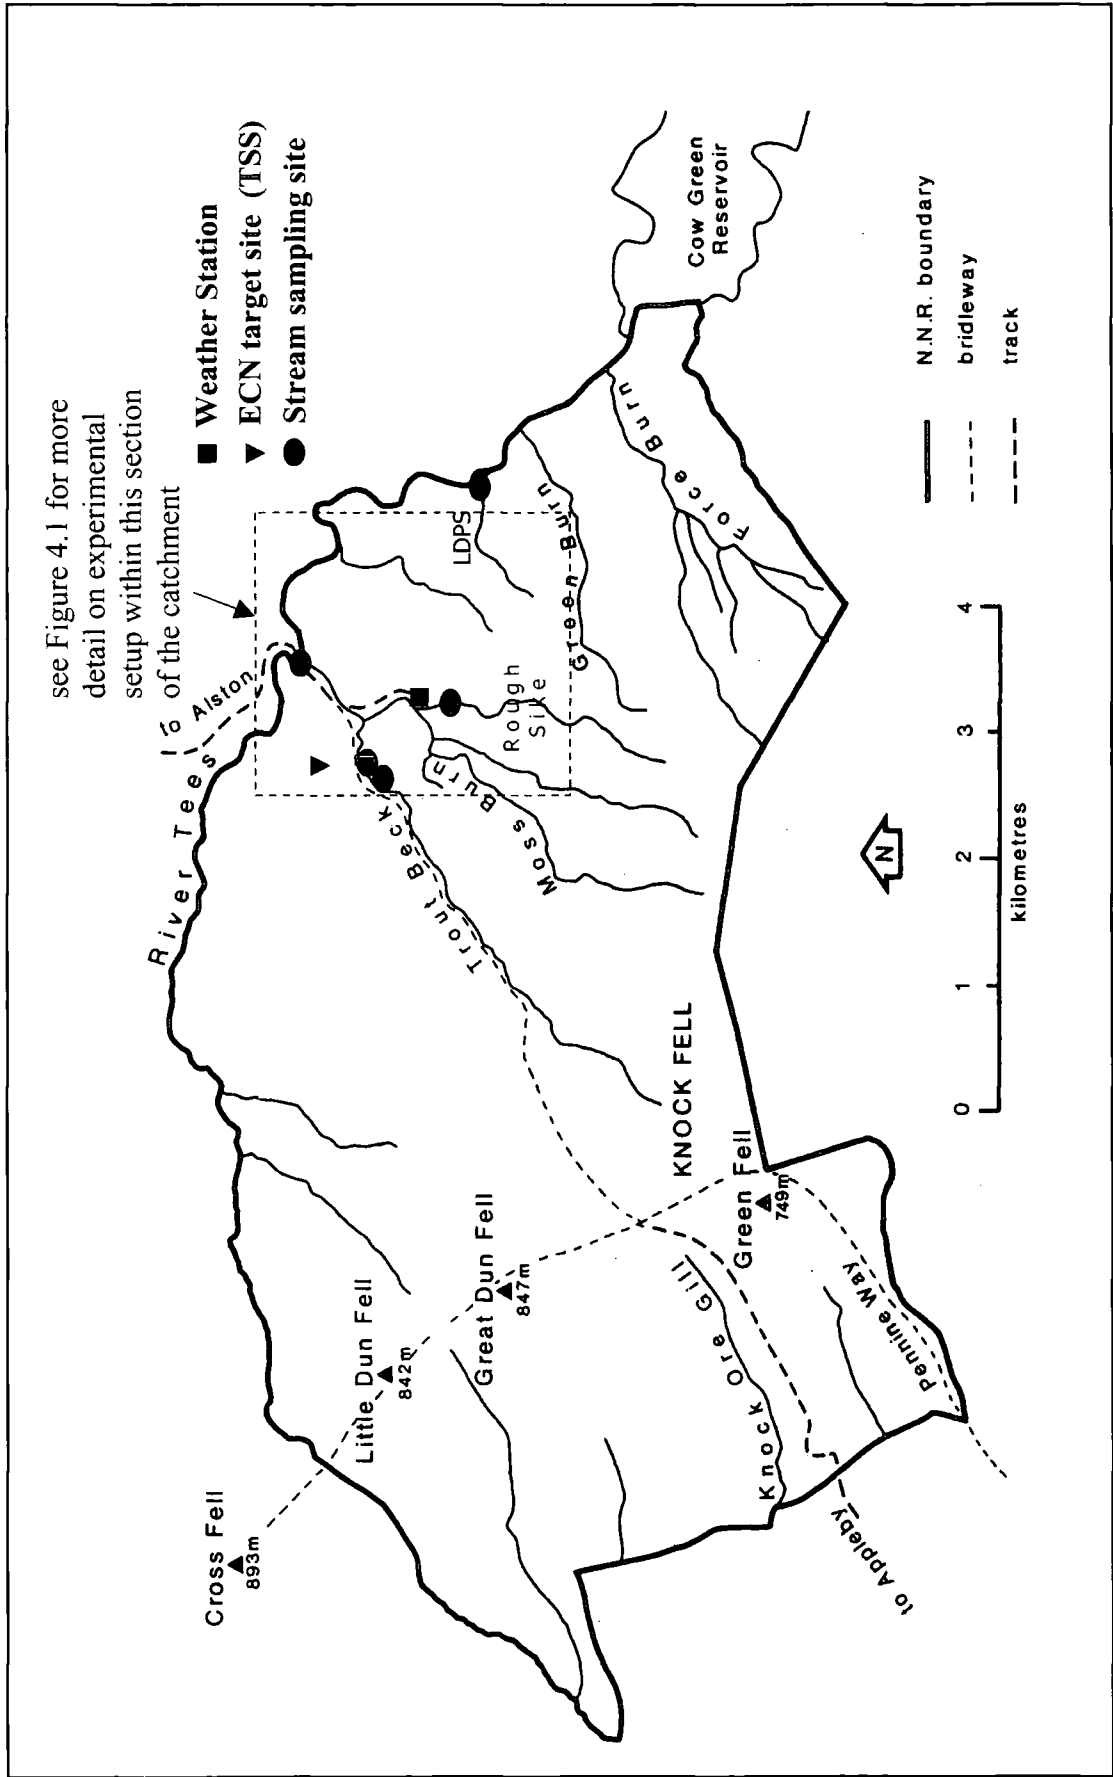 see Figure 4.1 for more
detail on experimental
setup within this section
of the catchment
■ Weather Station
▼ ECN target site (TSS)
● Stream sampling site
Cross Fell
893m
Little Dun Fell
842m
Great Dun Fell
847m
River Tees
to Alston
Trout Beck
Moss Burn
Rough
Sike
LDPS
Green Burn
Force Burn
Cow Green
Reservoir
KNOCK FELL
Green Fell
749m
Knock Ore Gill
Pennine Way
to Appleby
N
0 1 2 3 4
kilometres
N.N.R. boundary
bridleway
track